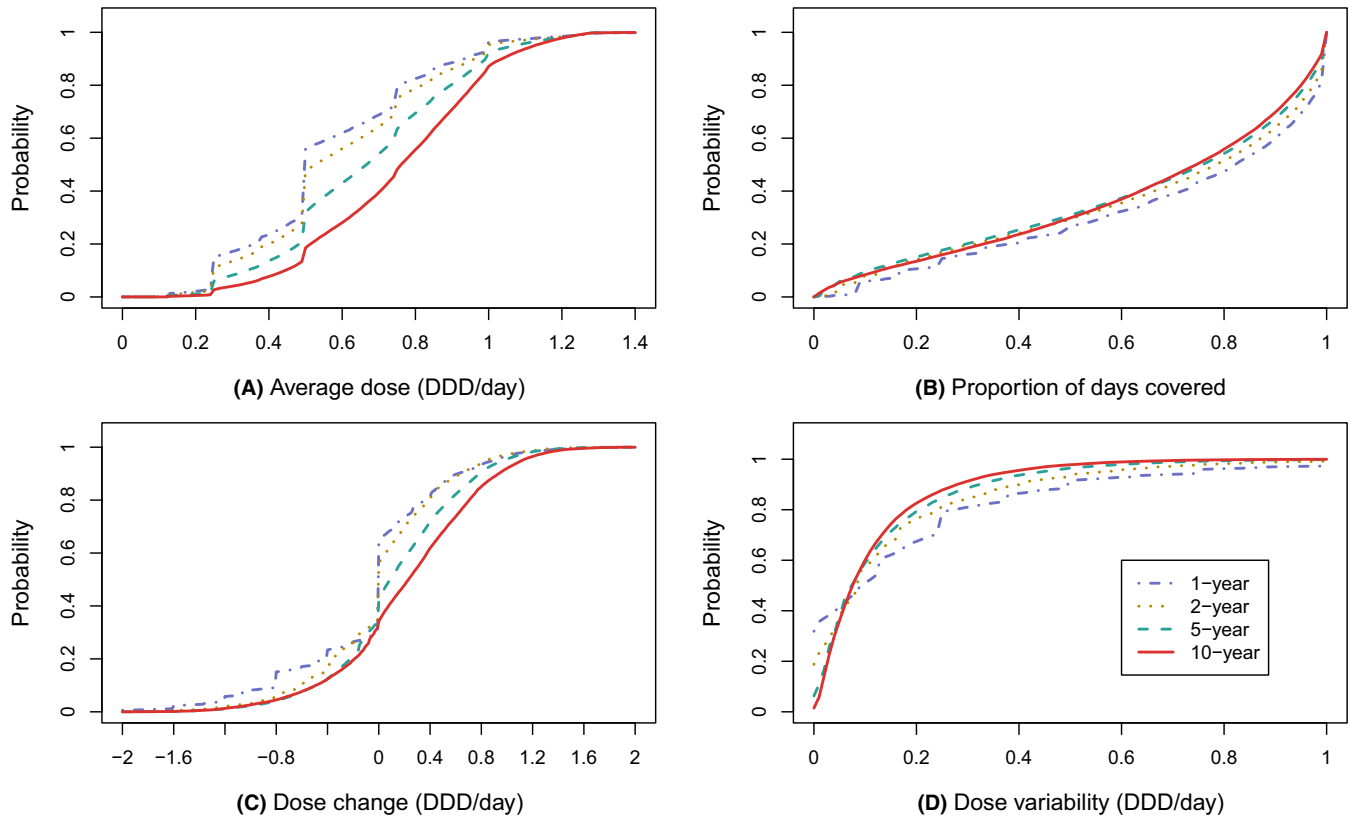 Probability
1
0.8
0.6
0.4
0.2
0
0 0.2 0.4 0.6 0.8 1 1.2 1.4
(A) Average dose (DDD/day)
Probability
1
0.8
0.6
0.4
0.2
0
0 0.2 0.4 0.6 0.8 1
(B) Proportion of days covered
Probability
1
0.8
0.6
0.4
0.2
0
−2 −1.6 −0.8 0 0.4 0.8 1.2 1.6 2
(C) Dose change (DDD/day)
Probability
1
0.8
0.6
0.4
0.2
0
1−year
2−year
5−year
10−year
0 0.2 0.4 0.6 0.8 1
(D) Dose variability (DDD/day)